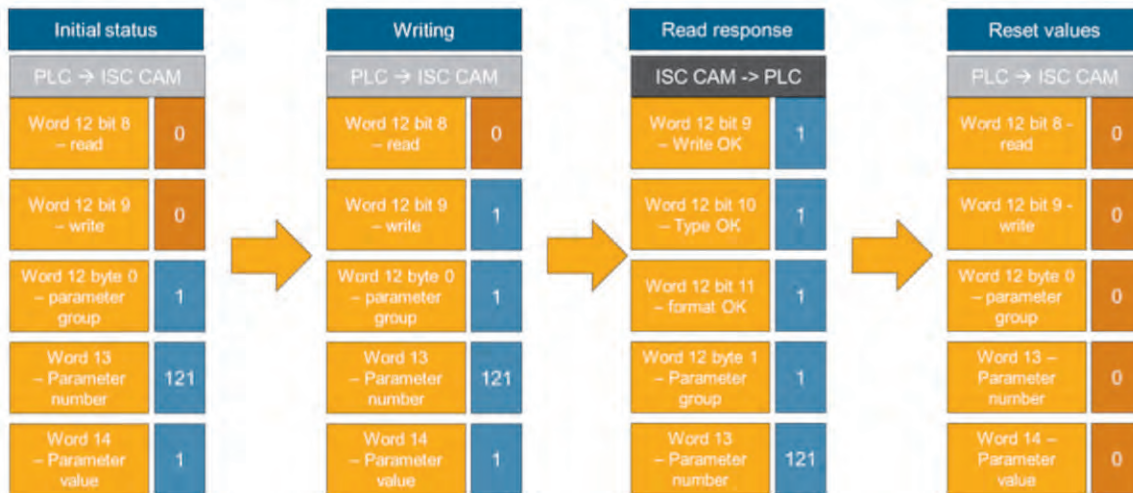 Initial status
PLC → ISC CAM
Word 12 bit 8
– read
0
Word 12 bit 9
– write
0
Word 12 byte 0
– parameter
group
1
Word 13
– Parameter
number
121
Word 14
– Parameter
value
1
Writing
PLC → ISC CAM
Word 12 bit 8
– read
0
Word 12 bit 9
– write
1
Word 12 byte 0
– parameter
group
1
Word 13
– Parameter
number
121
Word 14
– Parameter
value
1
Read response
ISC CAM -> PLC
Word 12 bit 9
– Write OK
1
Word 12 bit 10
– Type OK
1
Word 12 bit 11
– format OK
1
Word 12 byte 1
– Parameter
group
1
Word 13
– Parameter
number
121
Reset values
PLC → ISC CAM
Word 12 bit 8 -
read
0
Word 12 bit 9 -
write
0
Word 12 byte 0
– parameter
group
0
Word 13 –
Parameter
number
0
Word 14 –
Parameter
value
0